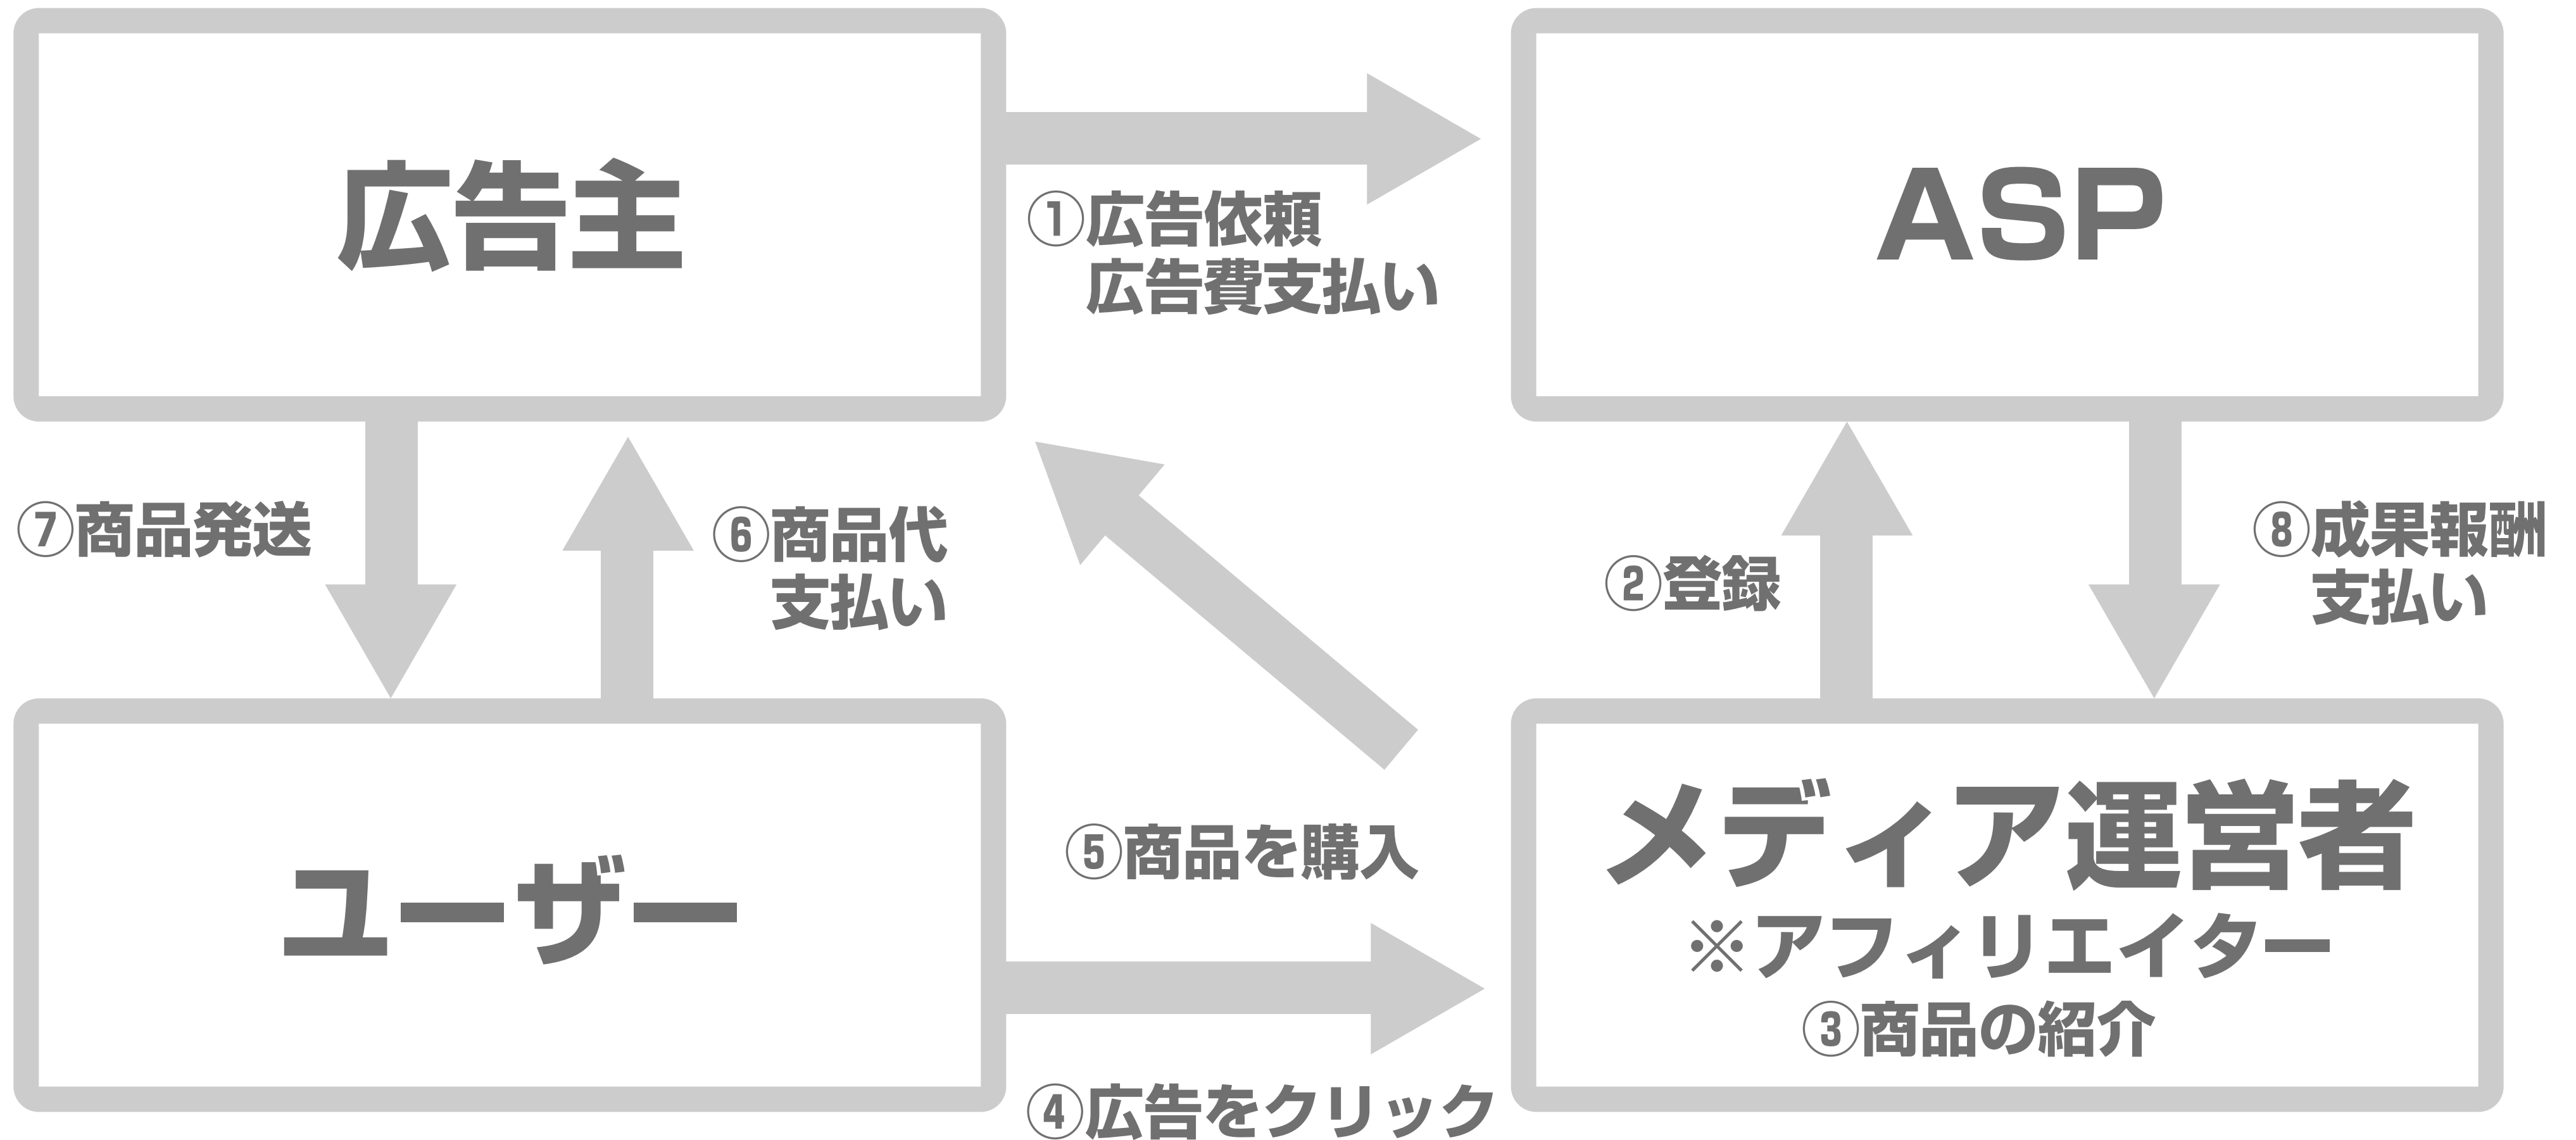 広告主
①広告依頼
広告費支払い
ASP
⑦商品発送
⑥商品代
支払い
②登録
⑧成果報酬
支払い
ユーザー
⑤商品を購入
④広告をクリック
メディア運営者
※アフィリエイター
③商品の紹介